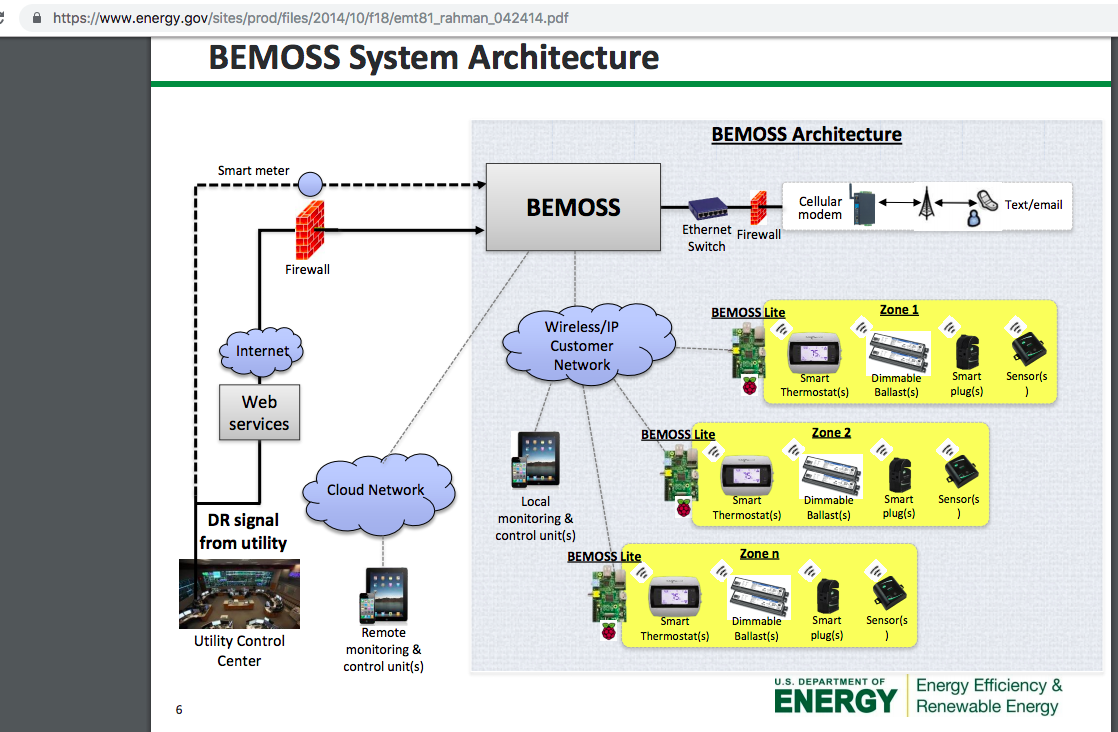 https://www.energy.gov/sites/prod/files/2014/10/f18/emt81_rahman_042414.pdf
BEMOSS System Architecture
BEMOSS Architecture
Smart meter
BEMOSS
Firewall
Ethernet
Switch
Firewall
Cellular
modem
Text/email
Internet
Web
services
DR signal
from utility
Utility Control
Center
Cloud Network
Remote
monitoring &
control unit(s)
Wireless/IP
Customer
Network
Local
monitoring &
control unit(s)
BEMOSS Lite
Zone 1
75
Smart
Thermostat(s)
Dimmable
Ballast(s)
Smart
plug(s)
Sensor(s
)
BEMOSS Lite
Zone 2
75
Smart
Thermostat(s)
Dimmable
Ballast(s)
Smart
plug(s)
Sensor(s
)
BEMOSS Lite
Zone n
75
Smart
Thermostat(s)
Dimmable
Ballast(s)
Smart
plug(s)
Sensor(s
)
6
U.S. DEPARTMENT OF
ENERGY
Energy Efficiency &
Renewable Energy